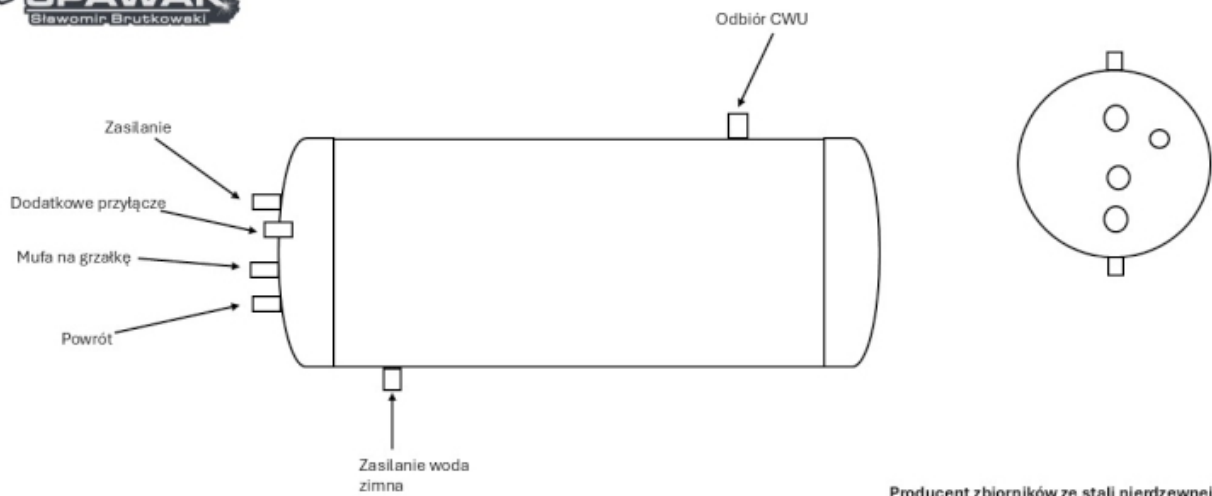 SPAWAK
Sławomir Brutkowski
Odbiór CWU
Zasilanie
Dodatkowe przyłącze
Mufa na grzałkę
Powrót
Zasilanie woda
zimna
Producent zbiorników ze stali nierdzewnej